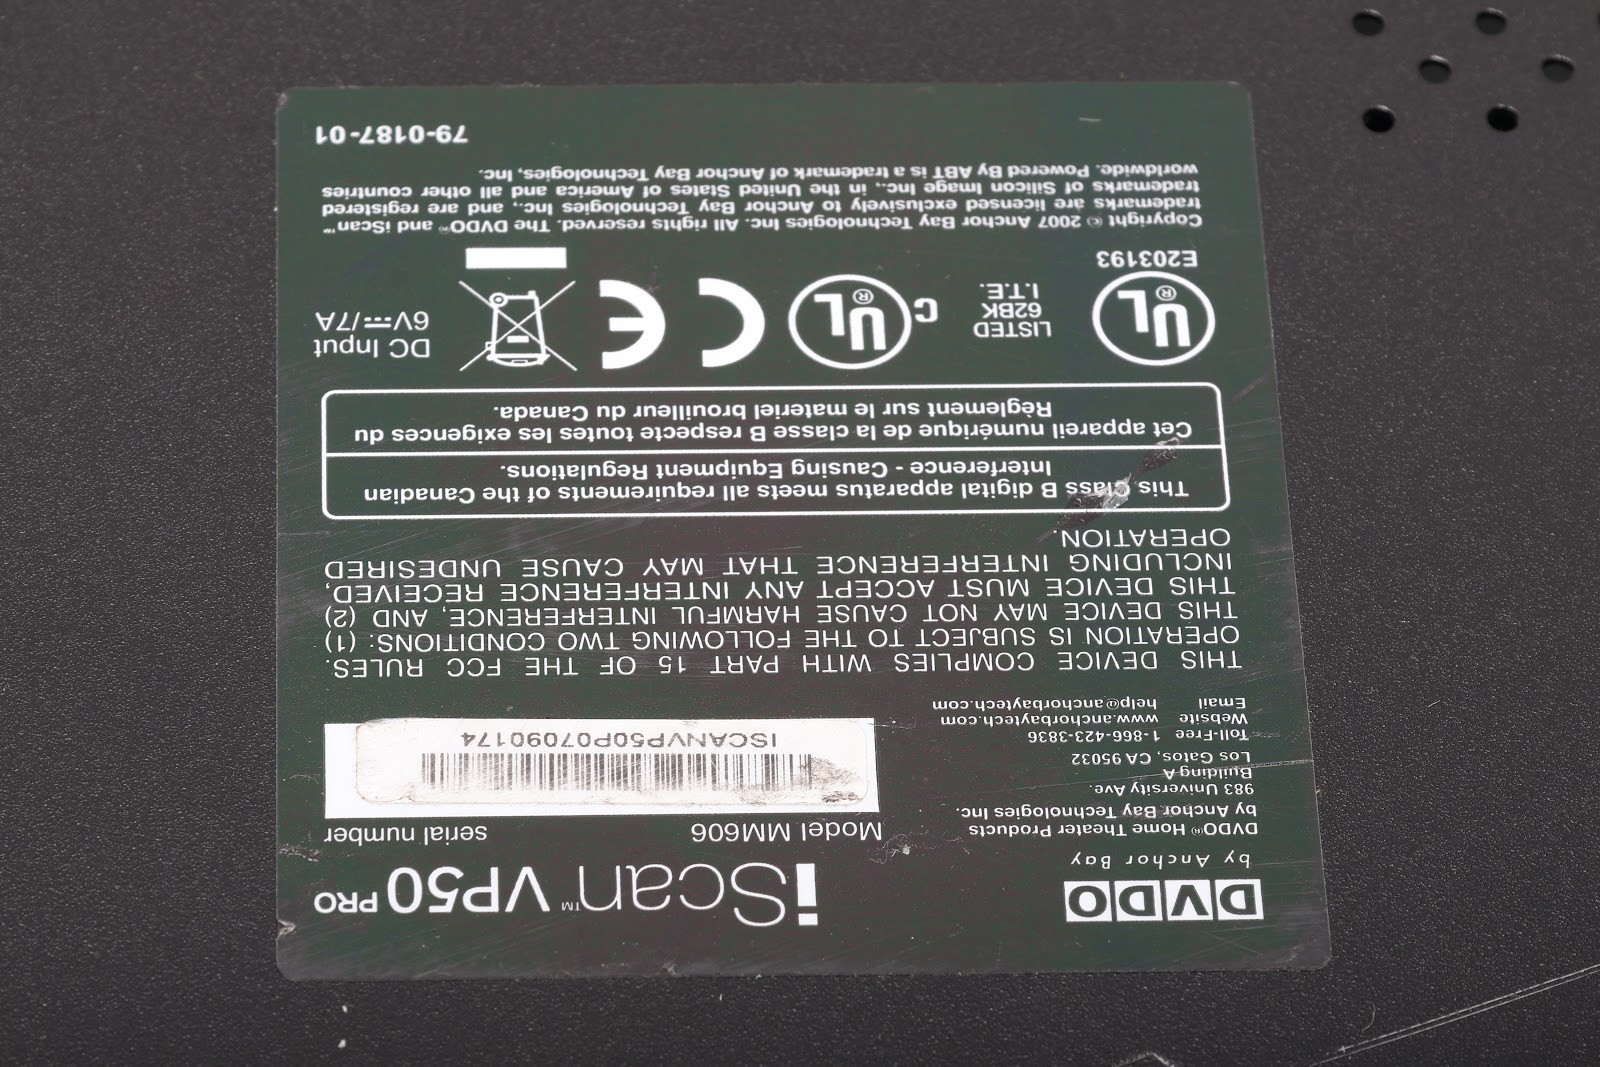 DVDO
by Anchor Bay
iScan™ VP50 PRO
DVDO® Home Theater Products
by Anchor Bay Technologies Inc.
983 University Ave.
Building A
Los Gatos, CA 95032
Toll-Free 1-866-423-3836
Website www.anchorbaytech.com
Email help@anchorbaytech.com
Model MM606
serial number
ISCANVP50P07090174
THIS DEVICE COMPLIES WITH PART 15 OF THE FCC RULES.
OPERATION IS SUBJECT TO THE FOLLOWING TWO CONDITIONS: (1)
THIS DEVICE MAY NOT CAUSE HARMFUL INTERFERENCE, AND (2)
THIS DEVICE MUST ACCEPT ANY INTERFERENCE RECEIVED,
INCLUDING INTERFERENCE THAT MAY CAUSE UNDESIRED
OPERATION.
This Class B digital apparatus meets all requirements of the Canadian
Interference - Causing Equipment Regulations.
Cet appareil numérique de la classe B respecte toutes les exigences du
Règlement sur le materiel brouilleur du Canada.
UL®
LISTED
62BK
I.T.E.
C UL®
CE
DC Input
6V⎓/7A
E203193
Copyright © 2007 Anchor Bay Technologies Inc. All rights reserved. The DVDO® and iScan™
trademarks are licensed exclusively to Anchor Bay Technologies Inc., and are registered
trademarks of Silicon Image Inc., in the United States of America and all other countries
worldwide. Powered By ABT is a trademark of Anchor Bay Technologies, Inc.
79-0187-01